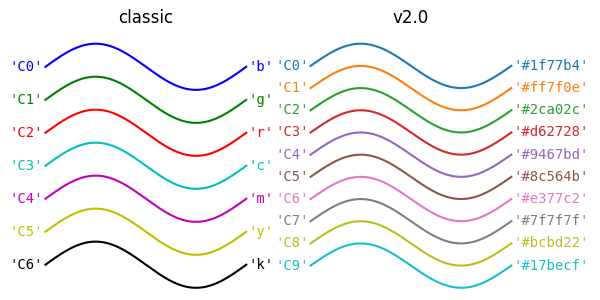 classic
'C0' 'b'
'C1' 'g'
'C2' 'r'
'C3' 'c'
'C4' 'm'
'C5' 'y'
'C6' 'k'
v2.0
'C0' '#1f77b4'
'C1' '#ff7f0e'
'C2' '#2ca02c'
'C3' '#d62728'
'C4' '#9467bd'
'C5' '#8c564b'
'C6' '#e377c2'
'C7' '#7f7f7f'
'C8' '#bcbd22'
'C9' '#17becf'